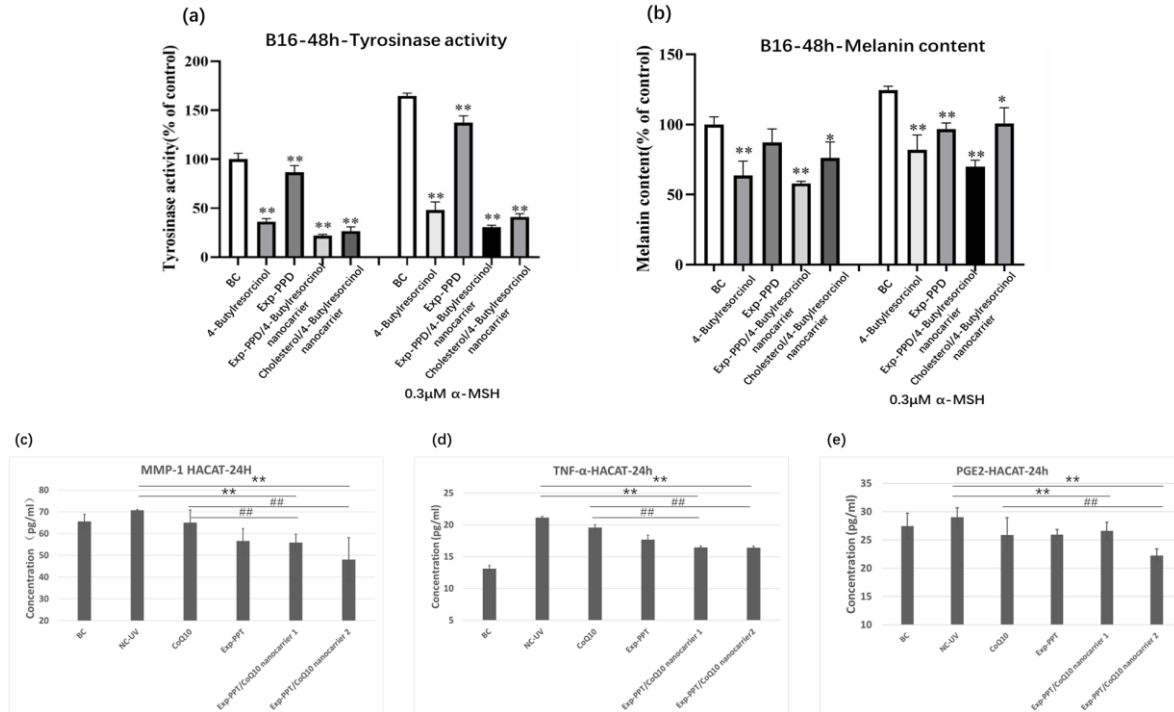 (a)
B16-48h-Tyrosinase activity
Tyrosinase activity(% of control)
200
150
100
50
0
**
**
**
**
**
**
**
**
BC
4-Butylresorcinol
Exp-PPD
Exp-PPD/4-Butylresorcinol
nanocarrier
Cholesterol/4-Butylresorcinol
nanocarrier
BC
4-Butylresorcinol
Exp-PPD
Exp-PPD/4-Butylresorcinol
nanocarrier
Cholesterol/4-Butylresorcinol
nanocarrier
0.3μM α-MSH
(b)
B16-48h-Melanin content
Melanin content(% of control)
150
100
50
0
**
**
*
**
**
**
*
BC
4-Butylresorcinol
Exp-PPD
Exp-PPD/4-Butylresorcinol
nanocarrier
Cholesterol/4-Butylresorcinol
nanocarrier
BC
4-Butylresorcinol
Exp-PPD
Exp-PPD/4-Butylresorcinol
nanocarrier
Cholesterol/4-Butylresorcinol
nanocarrier
0.3μM α-MSH
(c)
MMP-1 HACAT-24H
Concentration （pg/ml）
80
70
60
50
40
30
20
**
**
##
##
BC
NC-UV
CoQ10
Exp-PPT
Exp-PPT/CoQ10 nanocarrier 1
Exp-PPT/CoQ10 nanocarrier 2
(d)
TNF-α-HACAT-24h
Concentration (pg/ml)
25
20
15
10
5
**
**
##
##
BC
NC-UV
CoQ10
Exp-PPT
Exp-PPT/CoQ10 nanocarrier 1
Exp-PPT/CoQ10 nanocarrier2
(e)
PGE2-HACAT-24h
Concentration (pg/ml)
35
30
25
20
15
10
**
**
##
BC
NC-UV
CoQ10
Exp-PPT
Exp-PPT/CoQ10 nanocarrier 1
Exp-PPT/CoQ10 nanocarrier 2